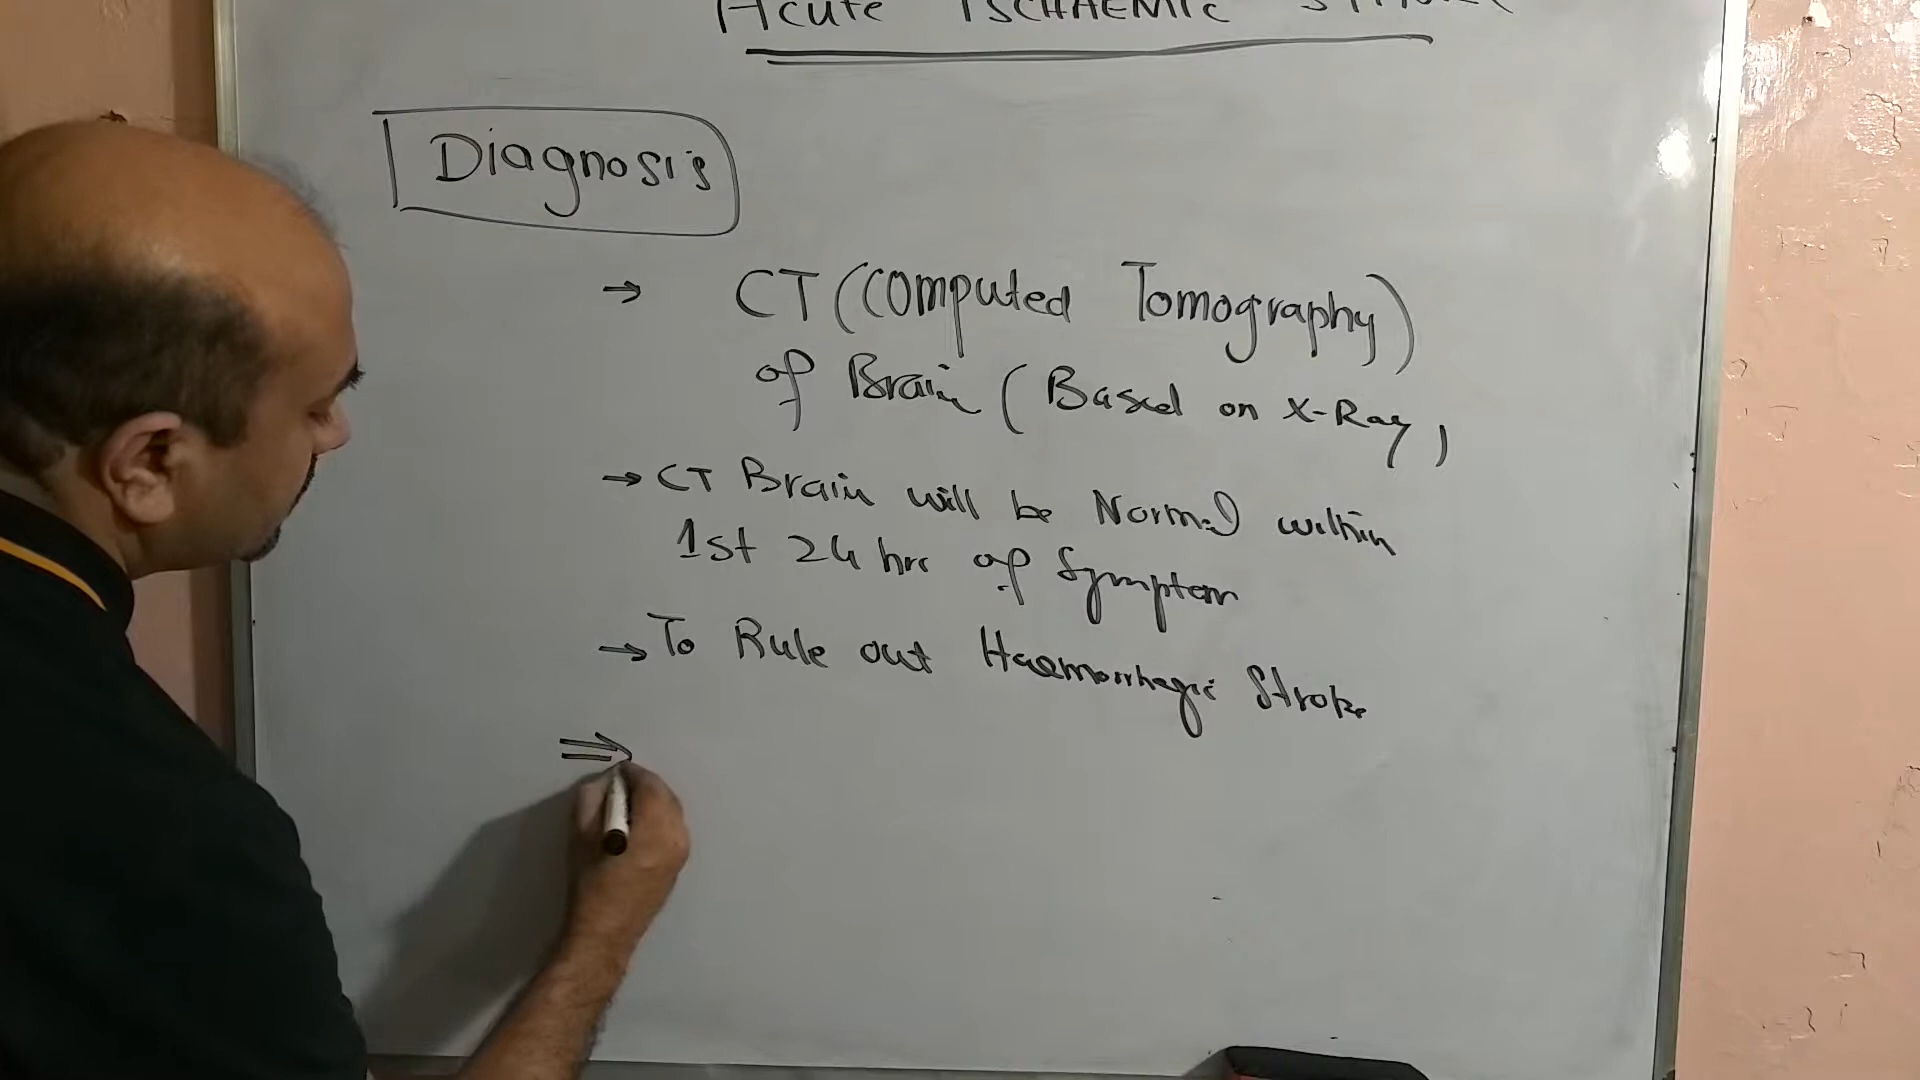 Acute ISCHAEMIC
Diagnosis
→ CT (Computed Tomography)
of Brain (Based on X-Ray)
→ CT Brain will be Normal within
1st 24 hrs of Symptom
→ To Rule out Haemorrhagic Stroke
⇒